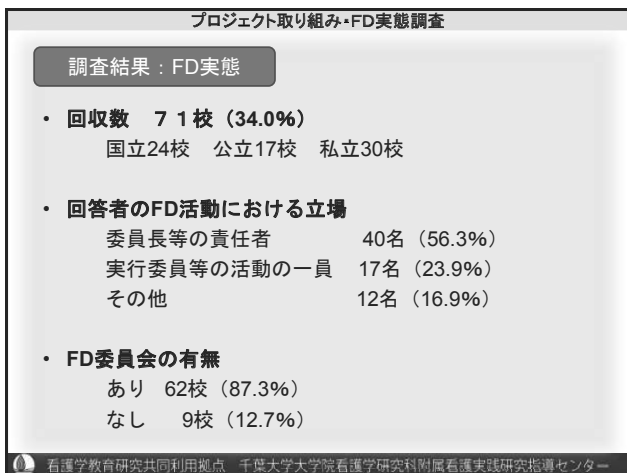 プロジェクト取り組み・FD実態調査
調査結果：FD実態
・ 回収数　７１校（34.0%）
国立24校　公立17校　私立30校
・ 回答者のFD活動における立場
委員長等の責任者　40名（56.3%）
実行委員等の活動の一員　17名（23.9%）
その他　12名（16.9%）
・ FD委員会の有無
あり　62校（87.3%）
なし　9校（12.7%）
看護学教育研究共同利用拠点　千葉大学大学院看護学研究科附属看護実践研究指導センター